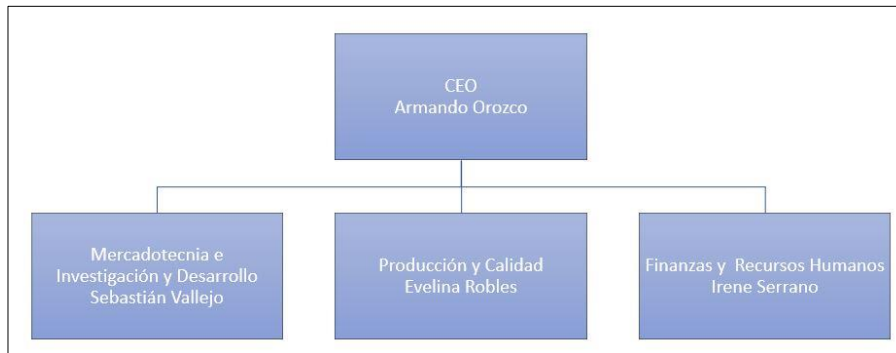 CEO
Armando Orozco
Mercadotecnia e
Investigación y Desarrollo
Sebastián Vallejo
Producción y Calidad
Evelina Robles
Finanzas y  Recursos Humanos
Irene Serrano